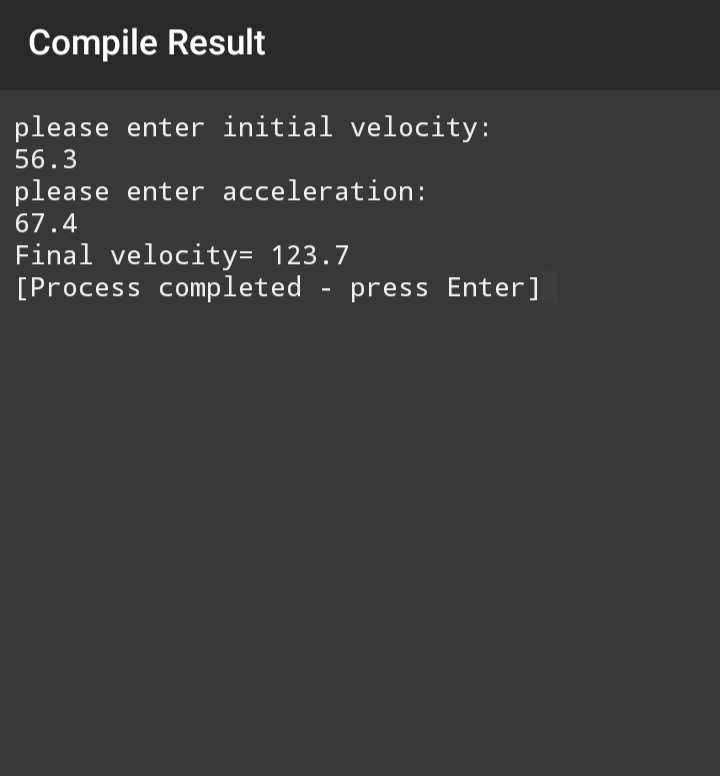 Compile Result
please enter initial velocity:
56.3
please enter acceleration:
67.4
Final velocity= 123.7
[Process completed - press Enter]